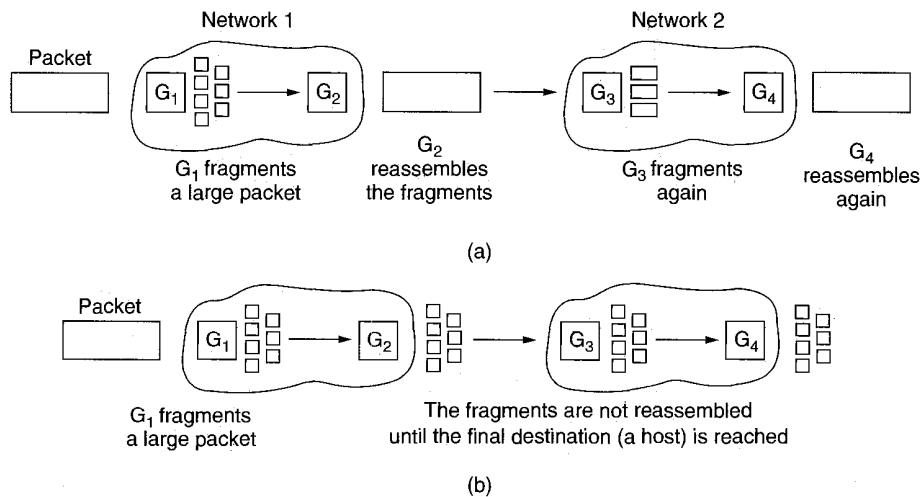 Network 1
Network 2
Packet
G1
G2
G3
G4
G1 fragments
a large packet
G2
reassembles
the fragments
G3 fragments
again
G4
reassembles
again
(a)
Packet
G1
G2
G3
G4
G1 fragments
a large packet
The fragments are not reassembled
until the final destination (a host) is reached
(b)